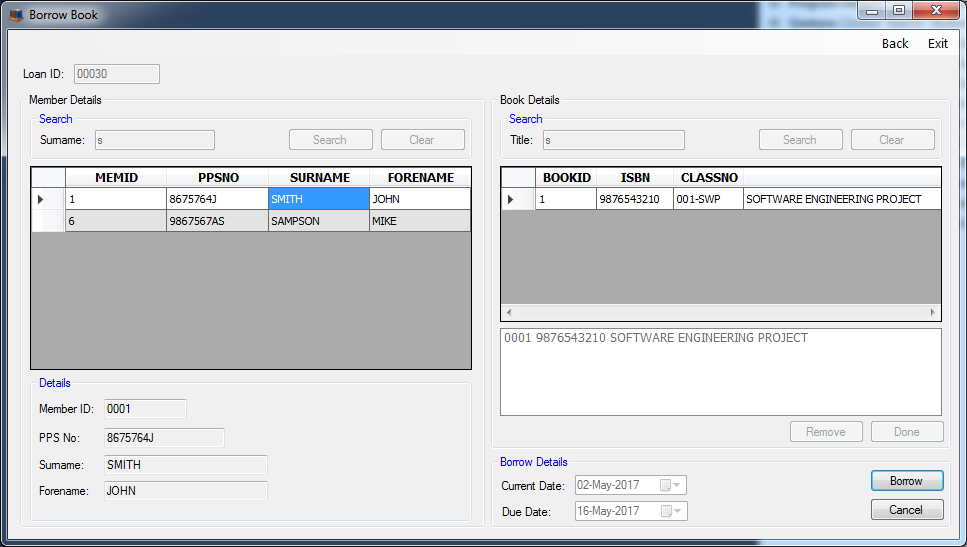 Borrow Book
Back Exit
Loan ID: 00030
Member Details
Search
Surname: s Search Clear
MEMID PPSNO SURNAME FORENAME
1 8675764J SMITH JOHN
6 9867567AS SAMPSON MIKE
Details
Member ID: 0001
PPS No: 8675764J
Surname: SMITH
Forename: JOHN
Book Details
Search
Title: s Search Clear
BOOKID ISBN CLASSNO
1 9876543210 001-SWP SOFTWARE ENGINEERING PROJECT
0001 9876543210 SOFTWARE ENGINEERING PROJECT
Remove Done
Borrow Details
Current Date: 02-May-2017 Borrow
Due Date: 16-May-2017 Cancel